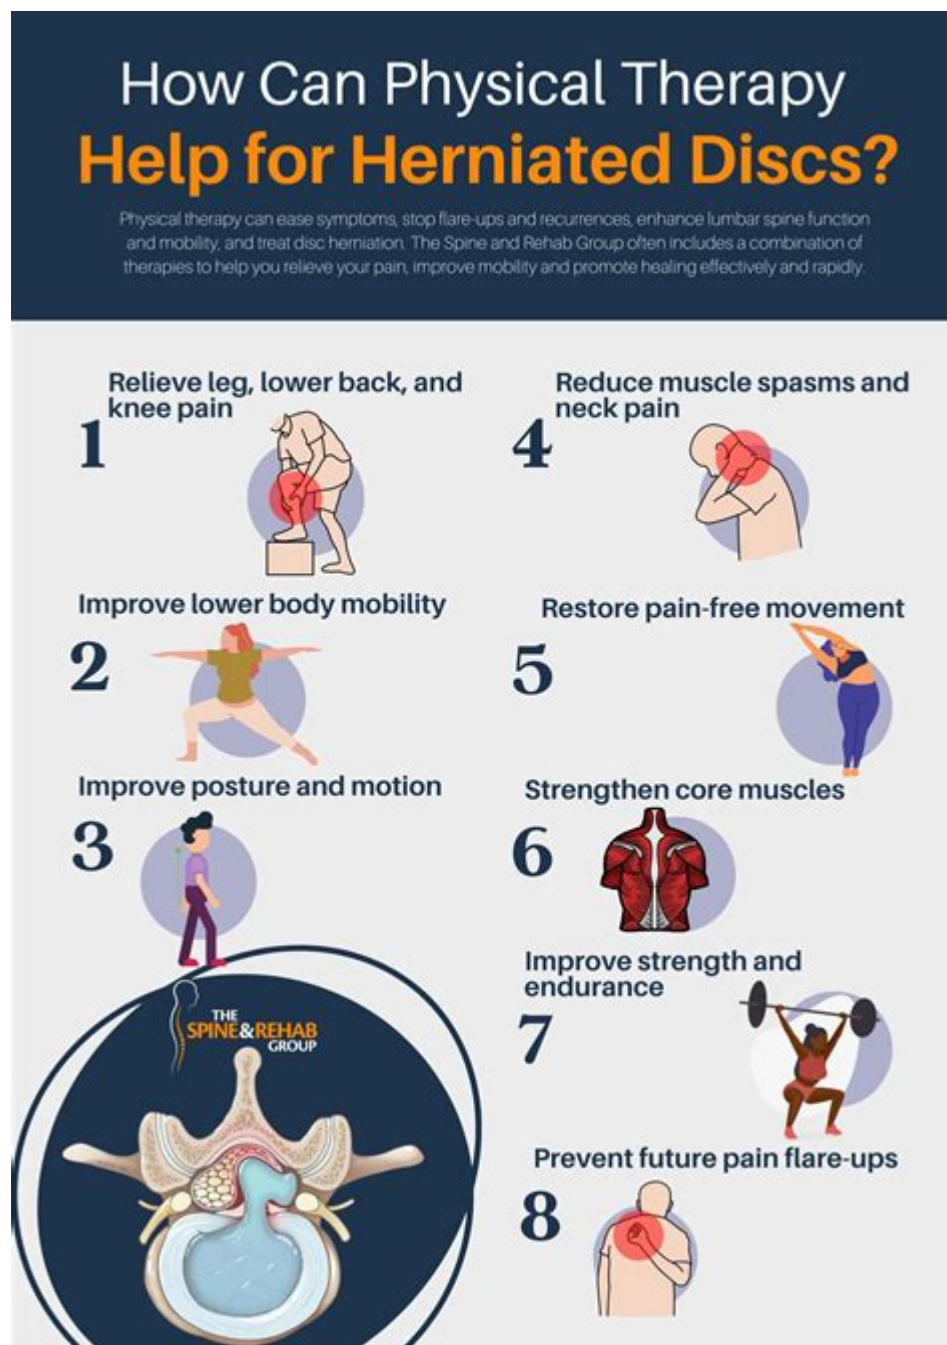 How Can Physical Therapy
Help for Herniated Discs?
Physical therapy can ease symptoms, stop flare-ups and recurrences, enhance lumbar spine function
and mobility, and treat disc herniation. The Spine and Rehab Group often includes a combination of
therapies to help you relieve your pain, improve mobility and promote healing effectively and rapidly.
Relieve leg, lower back, and
knee pain
1
Improve lower body mobility
2
Improve posture and motion
3
Reduce muscle spasms and
neck pain
4
Restore pain-free movement
5
Strengthen core muscles
6
Improve strength and
endurance
7
Prevent future pain flare-ups
8
THE
SPINE&REHAB
GROUP